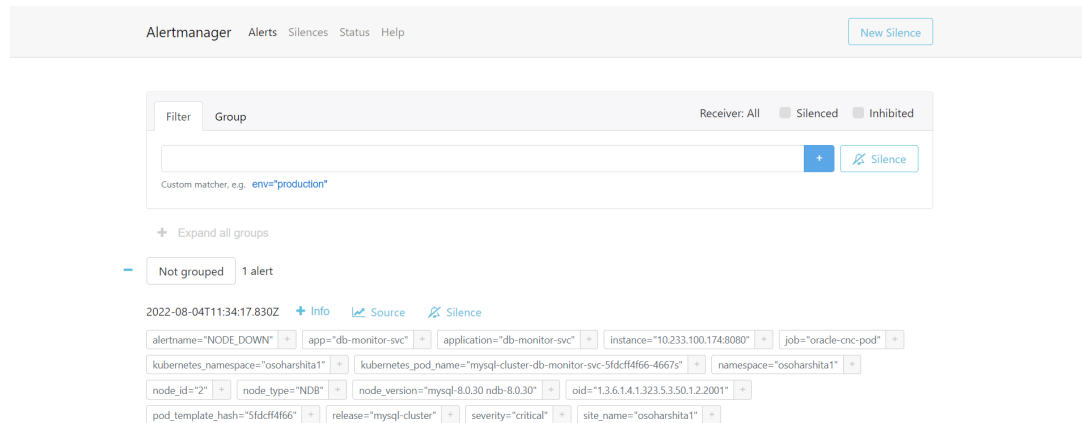 Alertmanager Alerts Silences Status Help New Silence
Filter Group Receiver: All Silenced Inhibited
+ Silence
Custom matcher, e.g. env="production"
+ Expand all groups
− Not grouped 1 alert
2022-08-04T11:34:17.830Z + Info Source Silence
alertname="NODE_DOWN" + app="db-monitor-svc" + application="db-monitor-svc" + instance="10.233.100.174:8080" + job="oracle-cnc-pod" +
kubernetes_namespace="osoharshita1" + kubernetes_pod_name="mysql-cluster-db-monitor-svc-5fdcff4f66-4667s" + namespace="osoharshita1" +
node_id="2" + node_type="NDB" + node_version="mysql-8.0.30 ndb-8.0.30" + oid="1.3.6.1.4.1.323.5.3.50.1.2.2001" +
pod_template_hash="5fdcff4f66" + release="mysql-cluster" + severity="critical" + site_name="osoharshita1" +